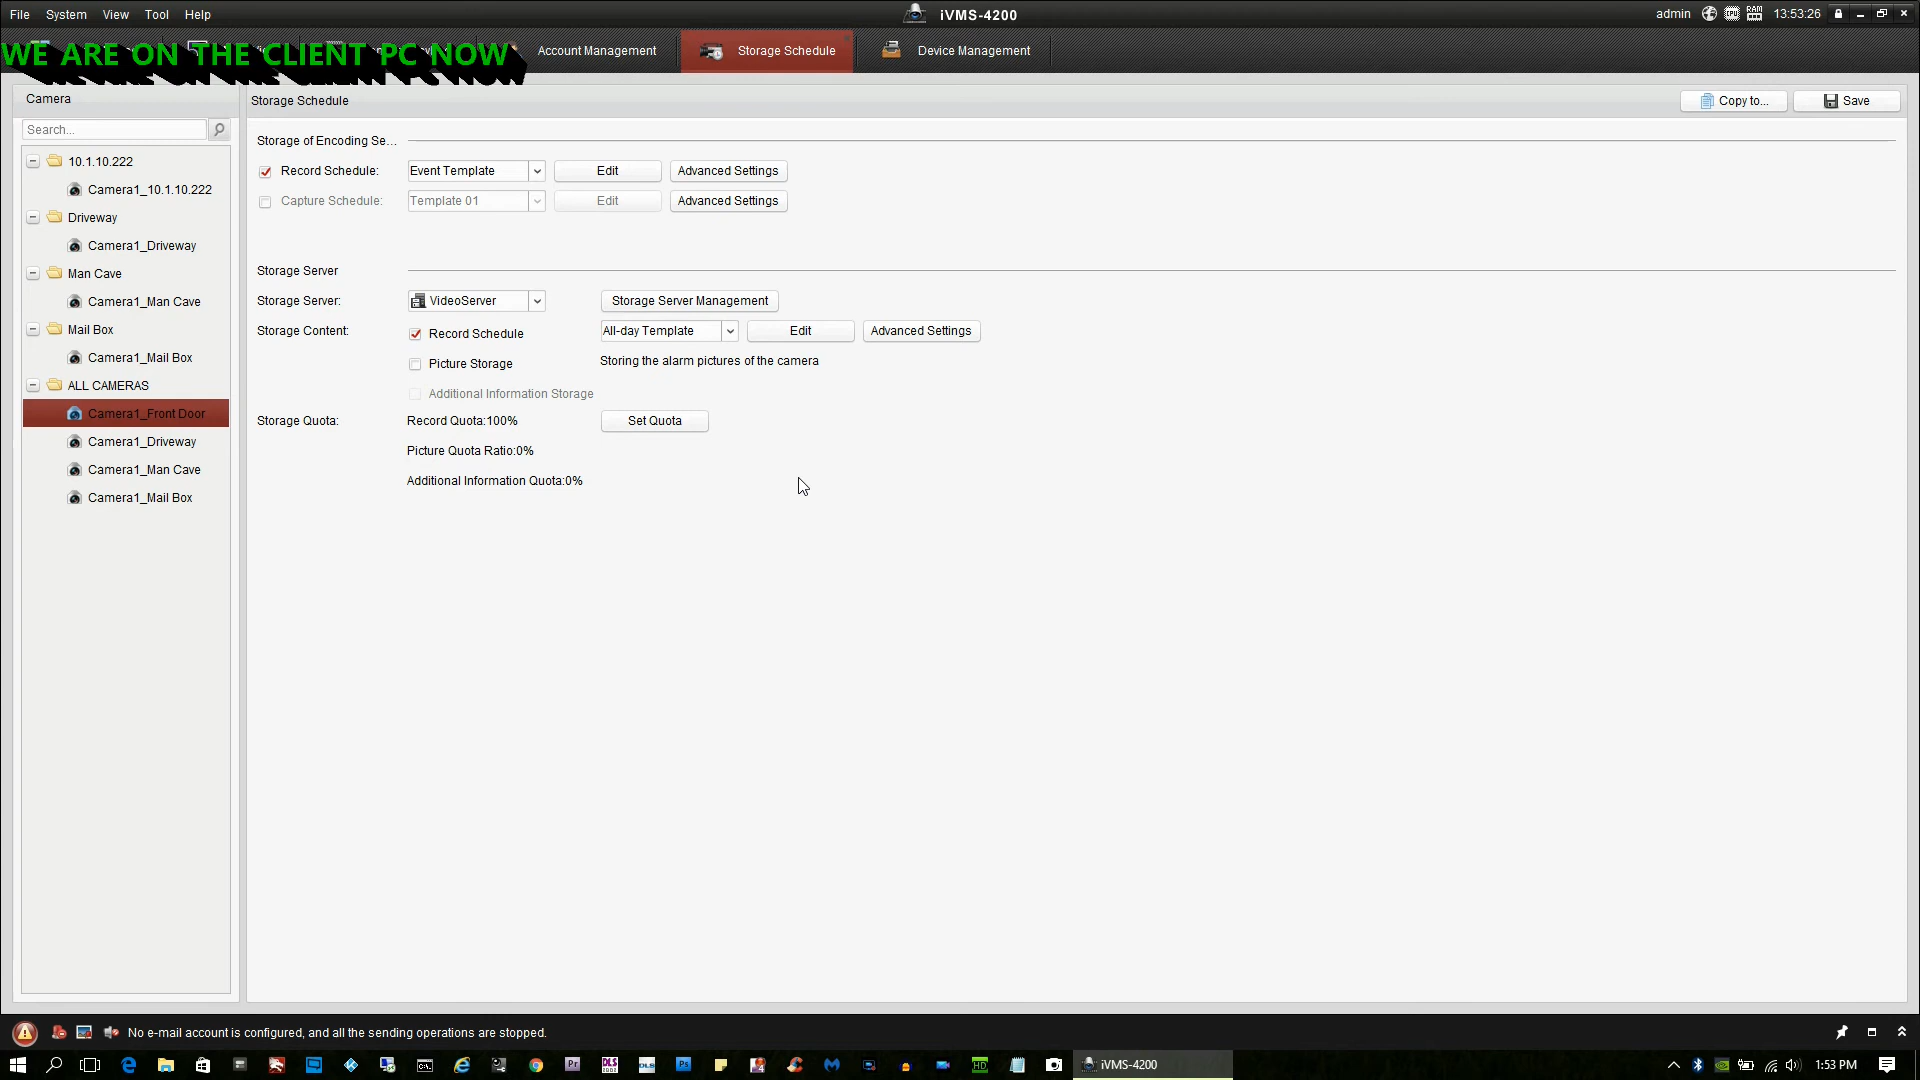 File System View Tool Help
iVMS-4200
admin 13:53:26
WE ARE ON THE CLIENT PC NOW
Account Management
Storage Schedule
Device Management
Camera
Search...
10.1.10.222
Camera1_10.1.10.222
Driveway
Camera1_Driveway
Man Cave
Camera1_Man Cave
Mail Box
Camera1_Mail Box
ALL CAMERAS
Camera1_Front Door
Camera1_Driveway
Camera1_Man Cave
Camera1_Mail Box
Storage Schedule
Copy to...
Save
Storage of Encoding Se...
Record Schedule: Event Template Edit Advanced Settings
Capture Schedule: Template 01 Edit Advanced Settings
Storage Server
Storage Server: VideoServer Storage Server Management
Storage Content: Record Schedule All-day Template Edit Advanced Settings
Picture Storage Storing the alarm pictures of the camera
Additional Information Storage
Storage Quota: Record Quota:100% Set Quota
Picture Quota Ratio:0%
Additional Information Quota:0%
No e-mail account is configured, and all the sending operations are stopped.
iVMS-4200
1:53 PM